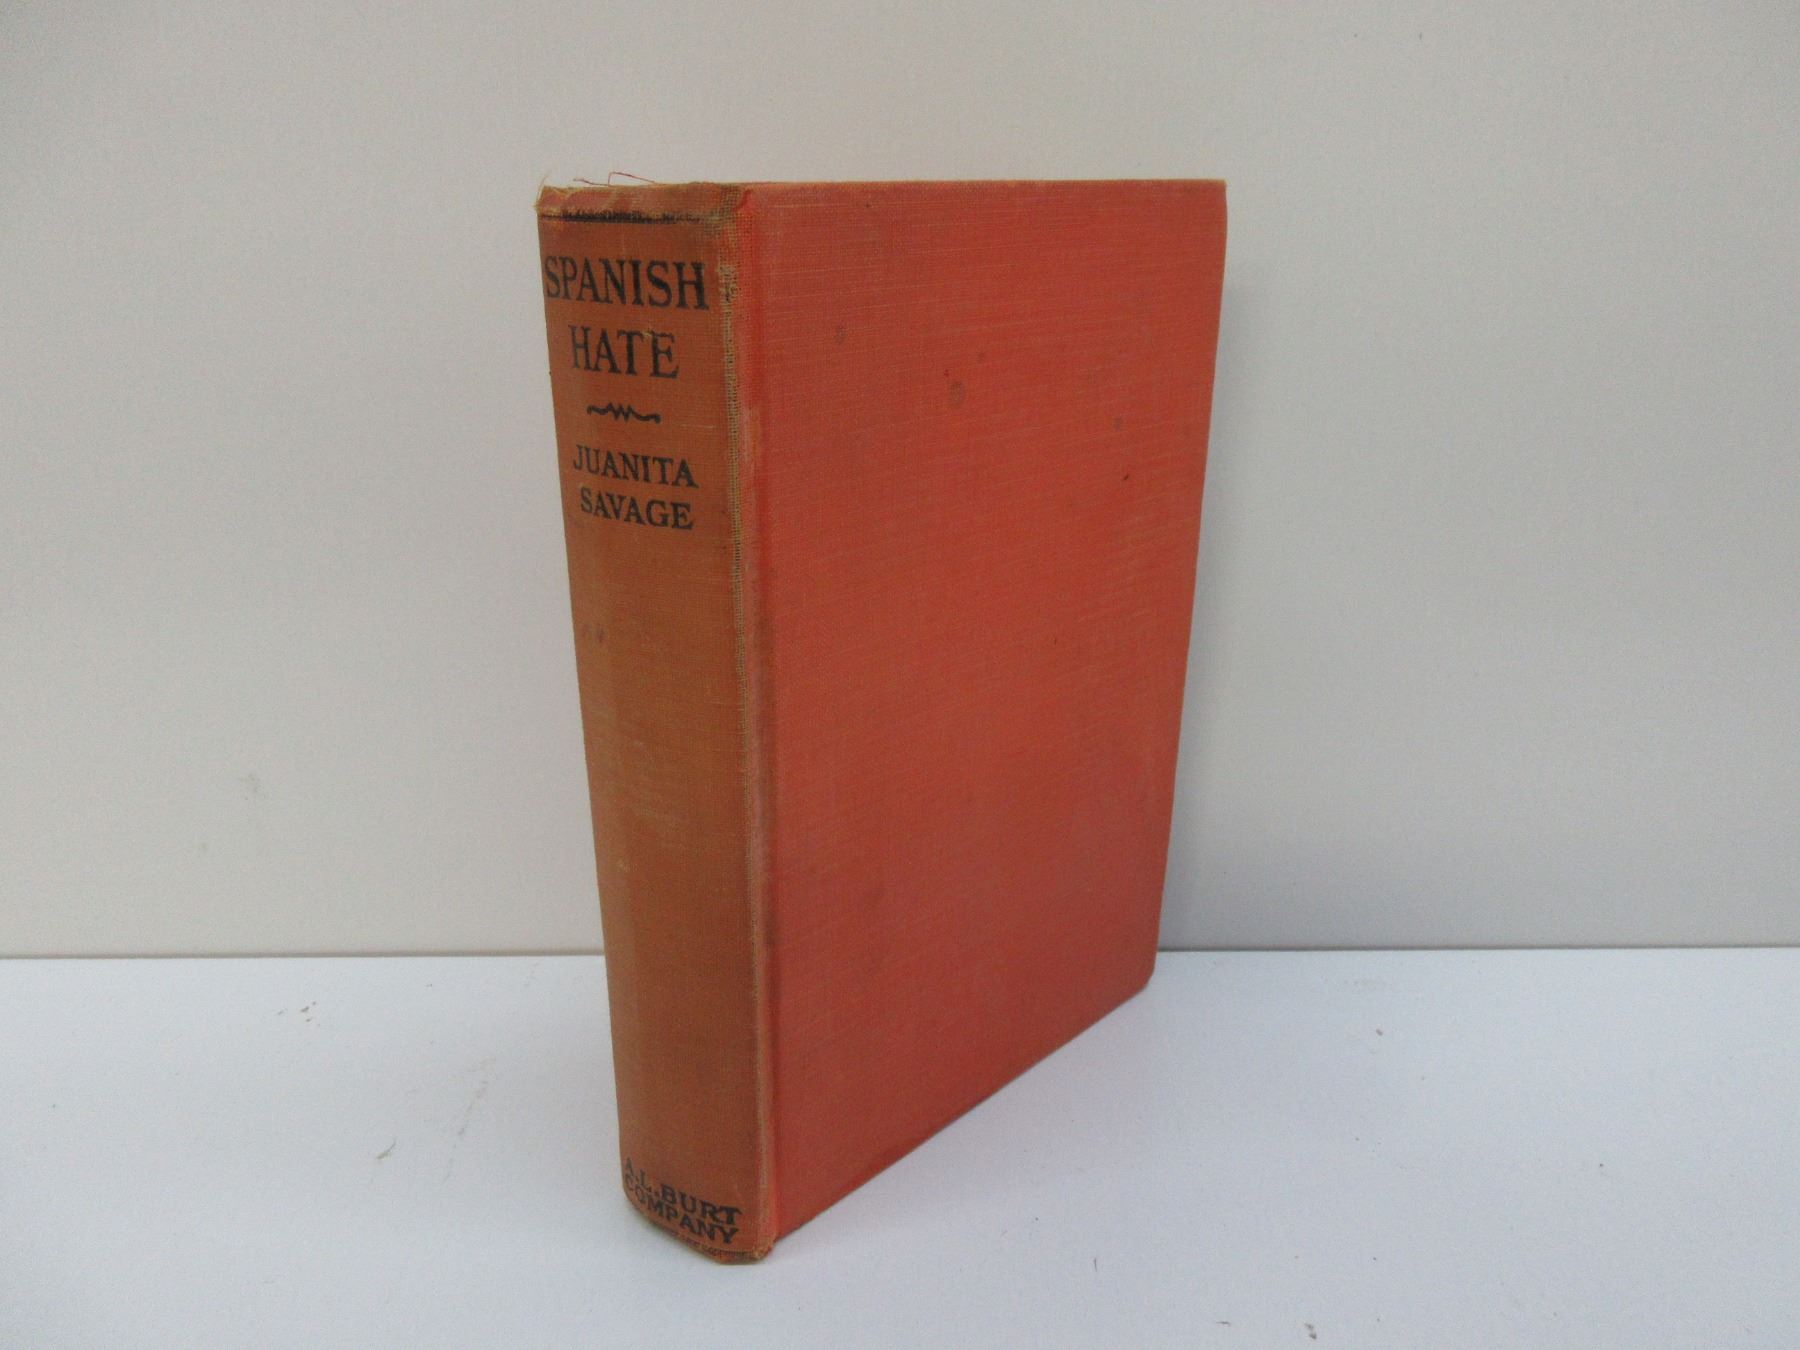 SPANISH
HATE
JUANITA
SAVAGE
A.L.BURT
COMPANY